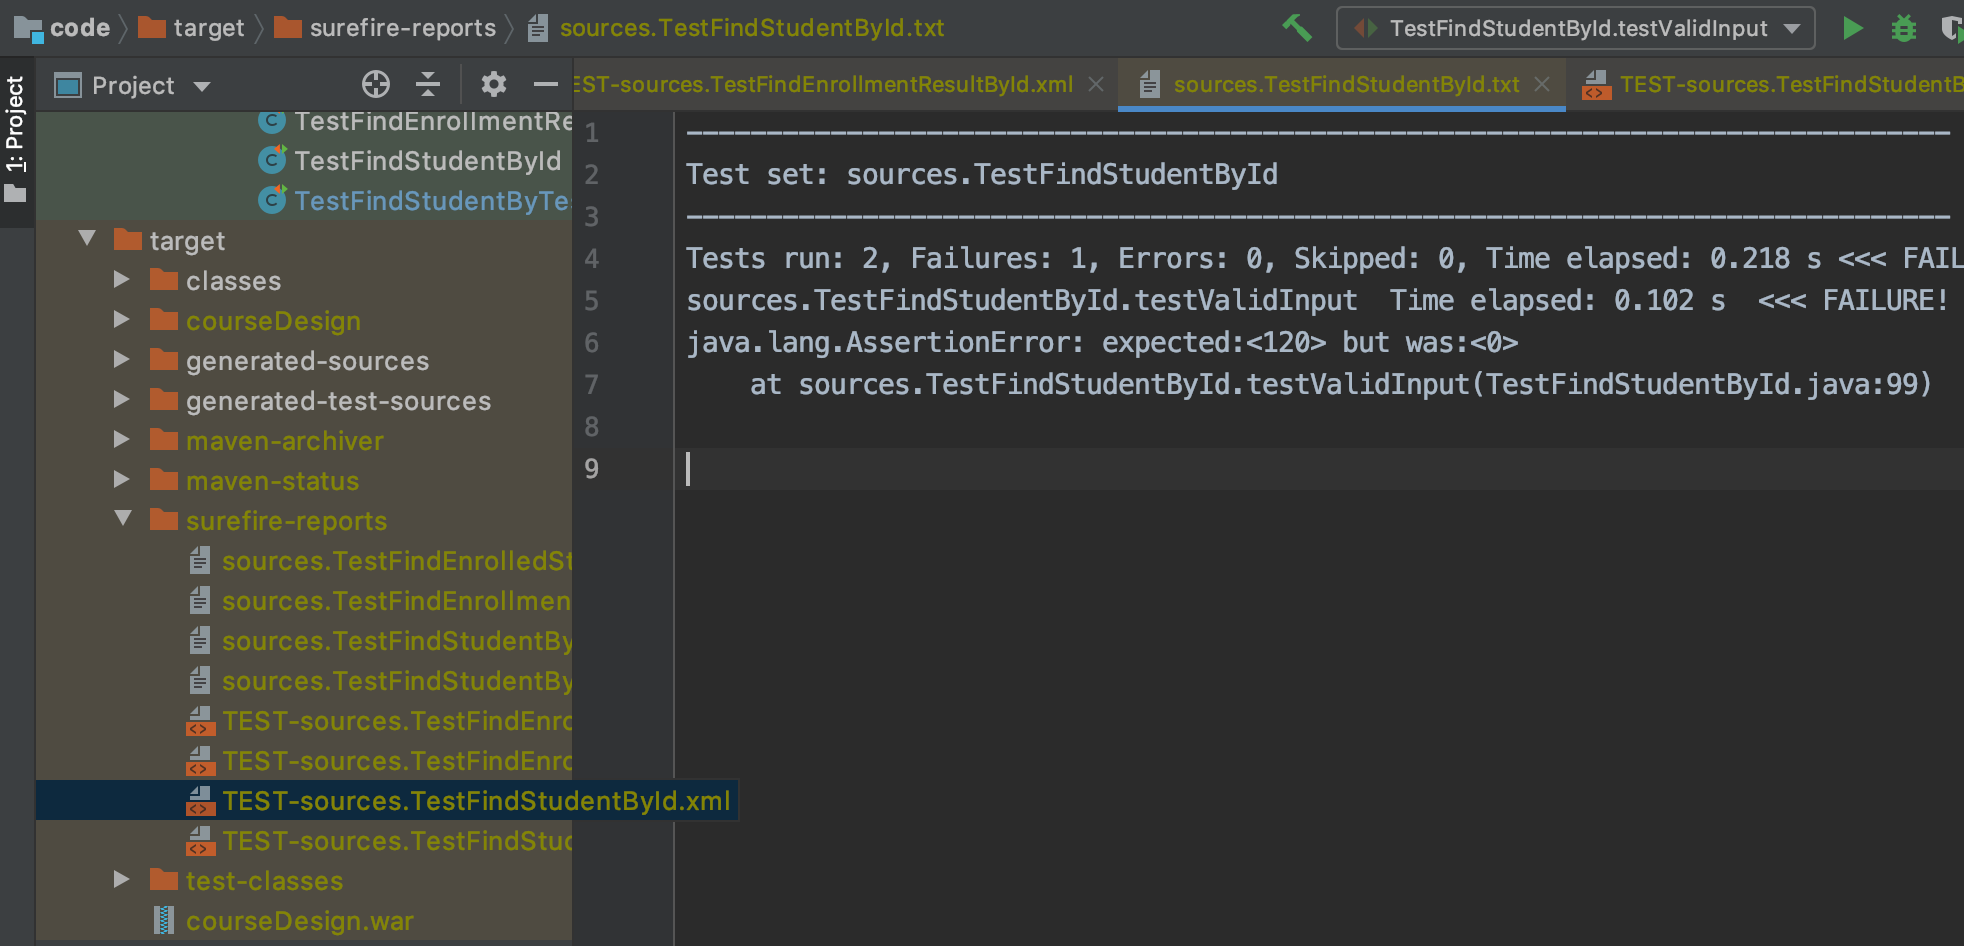 code target surefire-reports sources.TestFindStudentById.txt TestFindStudentById.testValidInput
1: Project
Project
EST-sources.TestFindEnrollmentResultById.xml sources.TestFindStudentById.txt TEST-sources.TestFindStudentB
TestFindEnrollmentRe
TestFindStudentById
TestFindStudentByTe
target
classes
courseDesign
generated-sources
generated-test-sources
maven-archiver
maven-status
surefire-reports
sources.TestFindEnrolledSt
sources.TestFindEnrollmen
sources.TestFindStudentBy
sources.TestFindStudentBy
TEST-sources.TestFindEnro
TEST-sources.TestFindEnro
TEST-sources.TestFindStudentById.xml
TEST-sources.TestFindStud
test-classes
courseDesign.war
1 -------------------------------------------------------------------------------
2 Test set: sources.TestFindStudentById
3 -------------------------------------------------------------------------------
4 Tests run: 2, Failures: 1, Errors: 0, Skipped: 0, Time elapsed: 0.218 s <<< FAIL
5 sources.TestFindStudentById.testValidInput  Time elapsed: 0.102 s  <<< FAILURE!
6 java.lang.AssertionError: expected:<120> but was:<0>
7     at sources.TestFindStudentById.testValidInput(TestFindStudentById.java:99)
8
9